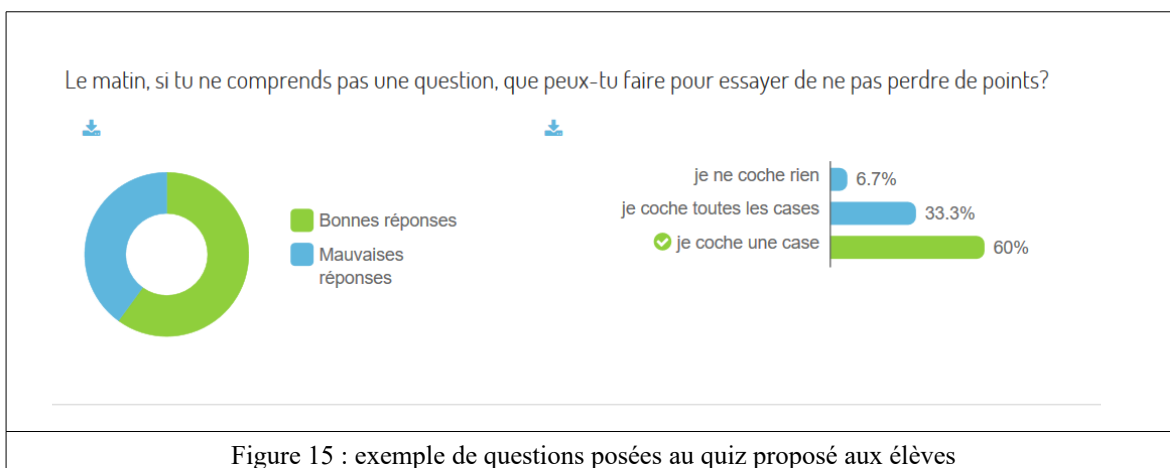 Le matin, si tu ne comprends pas une question, que peux-tu faire pour essayer de ne pas perdre de points?
Bonnes réponses
Mauvaises
réponses
je ne coche rien 6.7%
je coche toutes les cases 33.3%
je coche une case 60%
Figure 15 : exemple de questions posées au quiz proposé aux élèves